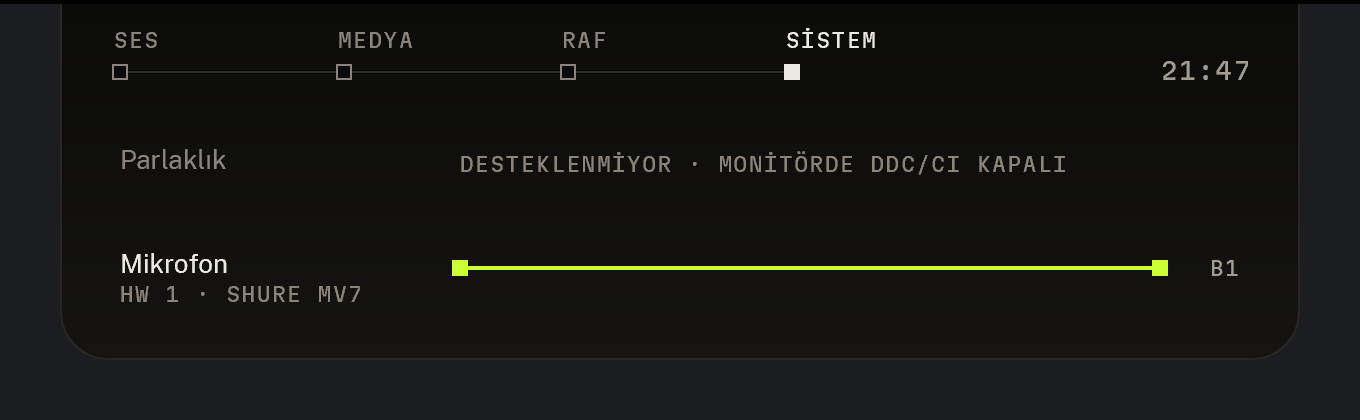 SES MEDYA RAF SİSTEM
21:47
Parlaklık DESTEKLENMİYOR · MONİTÖRDE DDC/CI KAPALI
Mikrofon
HW 1 · SHURE MV7
B1